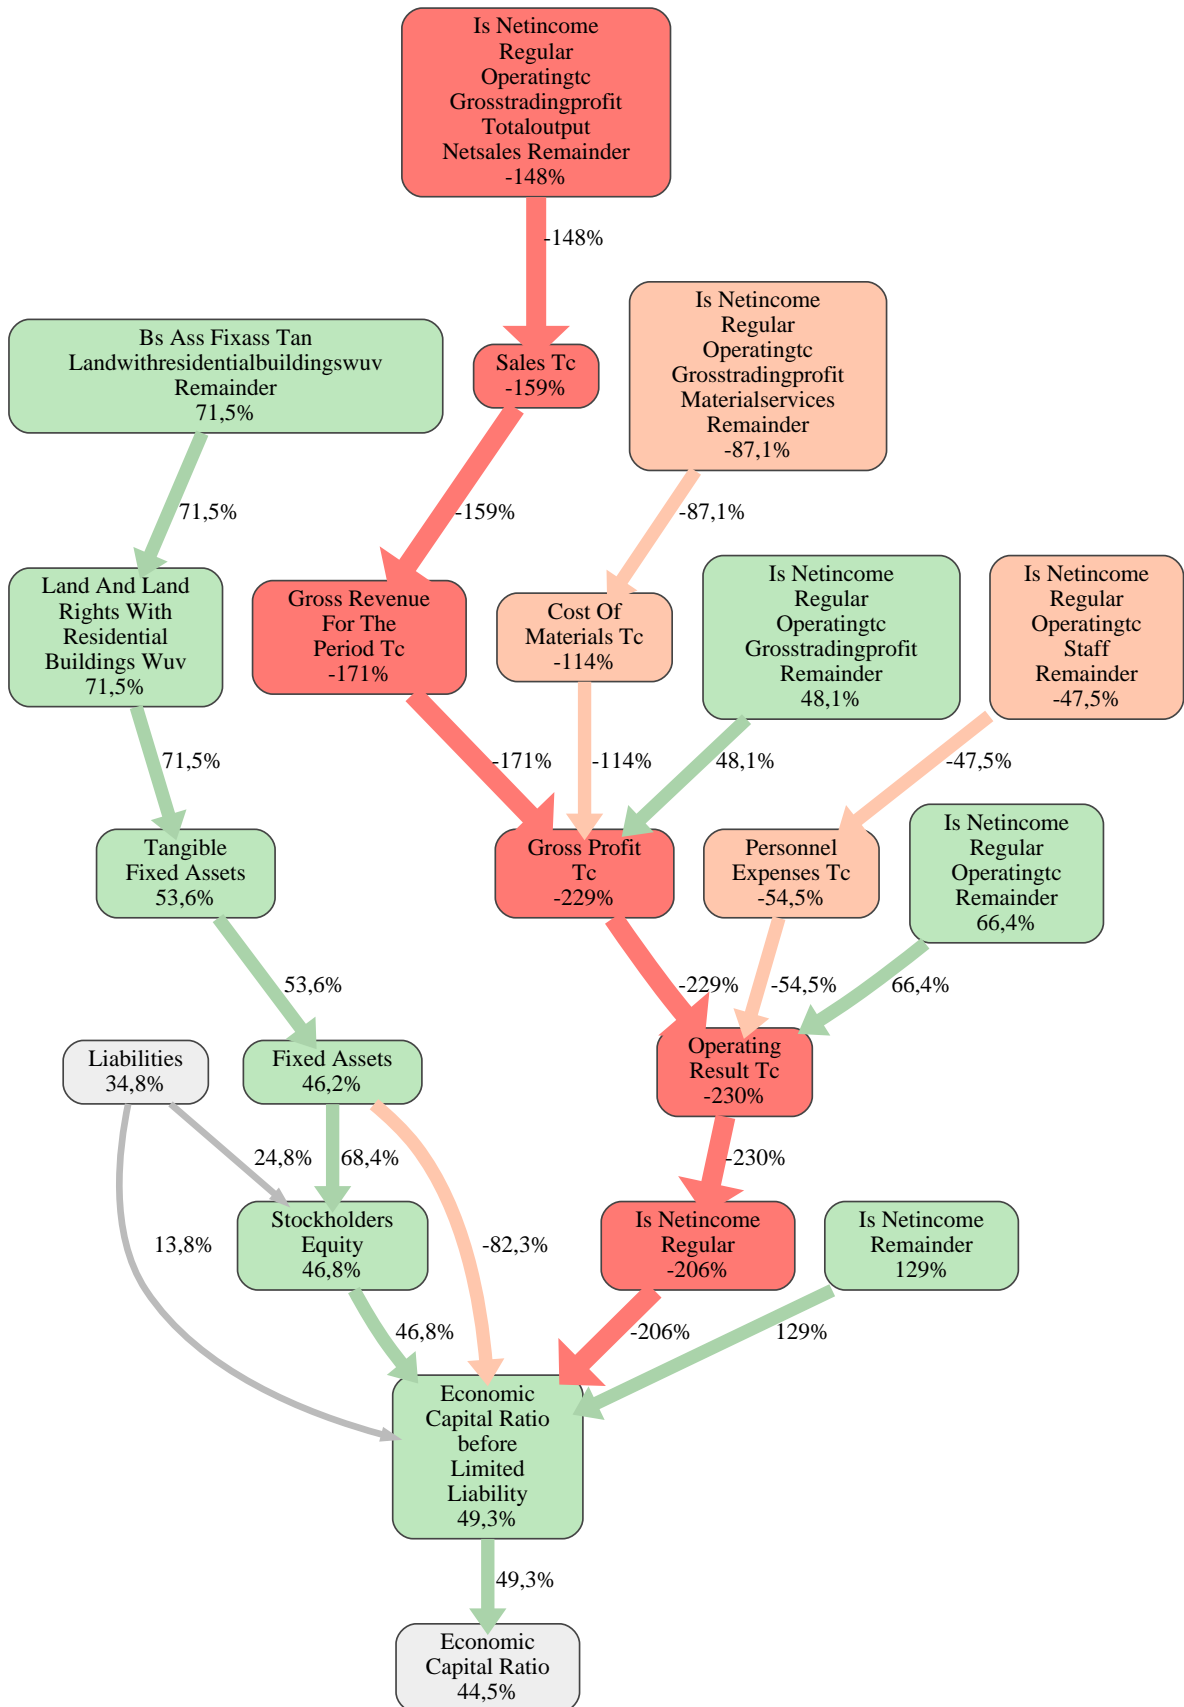 Is Netincome
Regular
Operatingtc
Grosstradingprofit
Totaloutput
Netsales Remainder
-148%
-148%
Is Netincome
Regular
Operatingtc
Grosstradingprofit
Materialservices
Remainder
-87,1%
Bs Ass Fixass Tan
Landwithresidentialbuildingswuv
Remainder
71,5%
Sales Tc
-159%
71,5%
-159%
-87,1%
Land And Land
Rights With
Residential
Buildings Wuv
71,5%
Gross Revenue
For The
Period Tc
-171%
Cost Of
Materials Tc
-114%
Is Netincome
Regular
Operatingtc
Grosstradingprofit
Remainder
48,1%
Is Netincome
Regular
Operatingtc
Staff
Remainder
-47,5%
71,5%
-171%
-114%
48,1%
-47,5%
Tangible
Fixed Assets
53,6%
Gross Profit
Tc
-229%
Personnel
Expenses Tc
-54,5%
Is Netincome
Regular
Operatingtc
Remainder
66,4%
53,6%
-229%
-54,5%
66,4%
Liabilities
34,8%
Fixed Assets
46,2%
Operating
Result Tc
-230%
24,8%
68,4%
-230%
Stockholders
Equity
46,8%
Is Netincome
Regular
-206%
Is Netincome
Remainder
129%
13,8%
-82,3%
46,8%
-206%
129%
Economic
Capital Ratio
before
Limited
Liability
49,3%
49,3%
Economic
Capital Ratio
44,5%